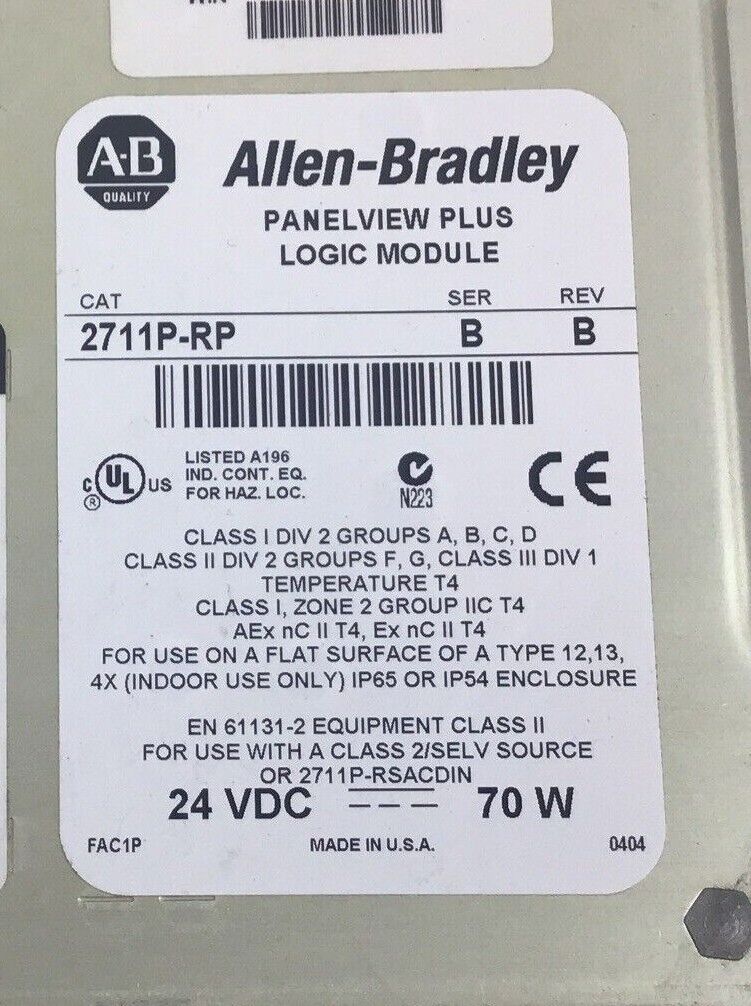 A-B
QUALITY
Allen-Bradley
PANELVIEW PLUS
LOGIC MODULE
CAT SER REV
2711P-RP B B
C UL US
®
LISTED A196
IND. CONT. EQ.
FOR HAZ. LOC.
N223
CE
CLASS I DIV 2 GROUPS A, B, C, D
CLASS II DIV 2 GROUPS F, G, CLASS III DIV 1
TEMPERATURE T4
CLASS I, ZONE 2 GROUP IIC T4
AEx nC II T4, Ex nC II T4
FOR USE ON A FLAT SURFACE OF A TYPE 12,13,
4X (INDOOR USE ONLY) IP65 OR IP54 ENCLOSURE
EN 61131-2 EQUIPMENT CLASS II
FOR USE WITH A CLASS 2/SELV SOURCE
OR 2711P-RSACDIN
24 VDC 70 W
FAC1P MADE IN U.S.A. 0404